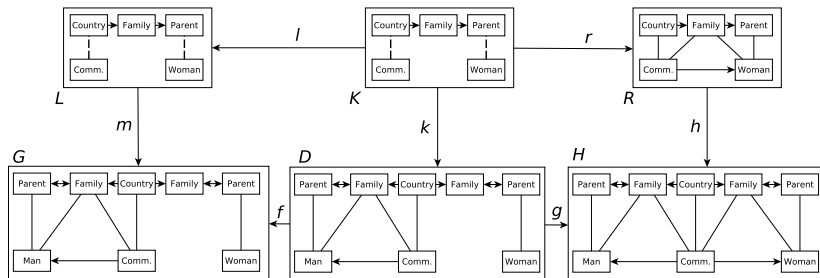 Country Family Parent
Comm. Woman
L
l
Country Family Parent
Comm. Woman
K
r
Country Family Parent
Comm. Woman
R
m
k
h
G
Parent Family Country Family Parent
Man Comm. Woman
f
D
Parent Family Country Family Parent
Man Comm. Woman
g
H
Parent Family Country Family Parent
Man Comm. Woman